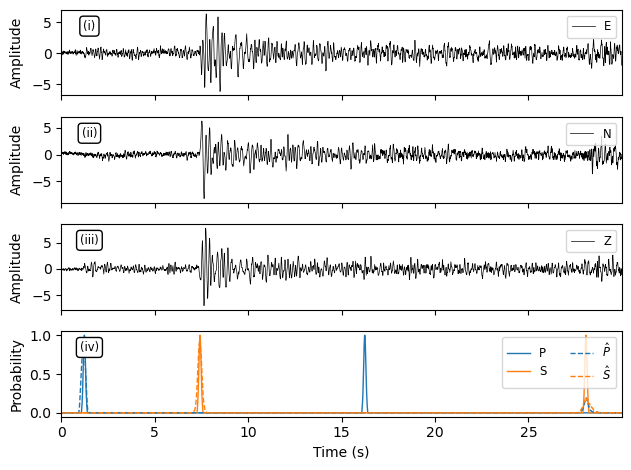 Amplitude
5
0
−5
(i)
E
Amplitude
5
0
−5
(ii)
N
Amplitude
5
0
−5
(iii)
Z
Probability
1.0
0.5
0.0
(iv)
P
S
P̂
Ŝ
0 5 10 15 20 25
Time (s)